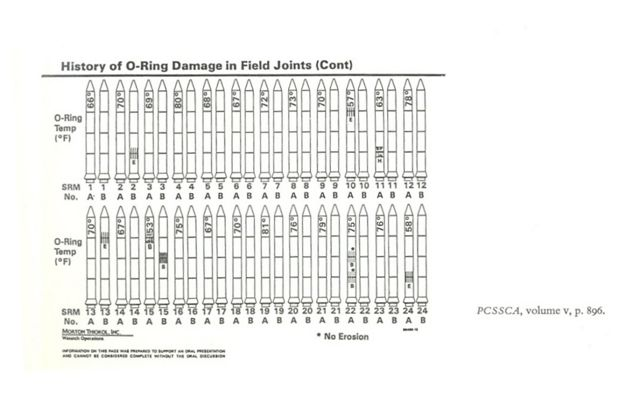 History of O-Ring Damage in Field Joints (Cont)
66° 70° 69° 80° 68° 67° 72° 73° 70° 57° 63° 78°
O-Ring
Temp
(°F)
E
E
H
SRM 1 1 2 2 3 3 4 4 5 5 6 6 7 7 8 8 9 9 10 10 11 11 12 12
No. A B A B A B A B A B A B A B A B A B A B A B A B
70° 67° 53° 75° 67° 70° 81° 76° 79° 75° 76° 58°
O-Ring
Temp
(°F)
E
B
B
*
B
*
B
E
SRM 13 13 14 14 15 15 16 16 17 17 18 18 19 19 20 20 21 21 22 22 23 23 24 24
No. A B A B A B A B A B A B A B A B A B A B A B A B
MORTON THIOKOL, INC.
Wasatch Operations
* No Erosion
INFORMATION ON THIS PAGE WAS PREPARED TO SUPPORT AN ORAL PRESENTATION
AND CANNOT BE CONSIDERED COMPLETE WITHOUT THE ORAL DISCUSSION
PCSSCA, volume v, p. 896.